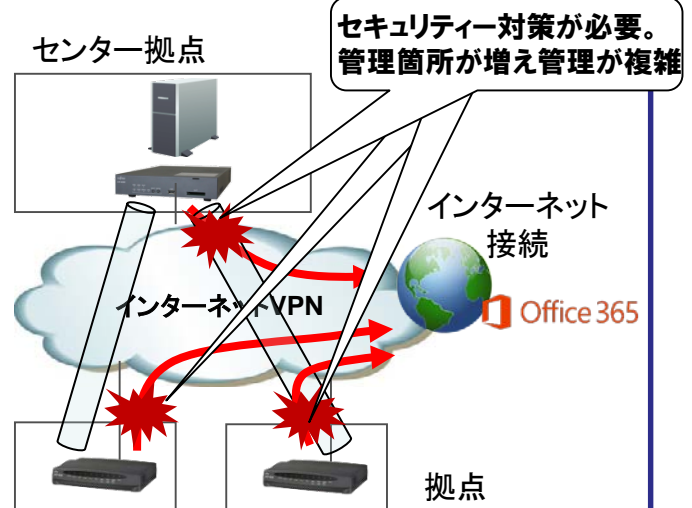 セキュリティー対策が必要。
管理箇所が増え管理が複雑
センター拠点
インターネット
接続
インターネットVPN
Office 365
拠点